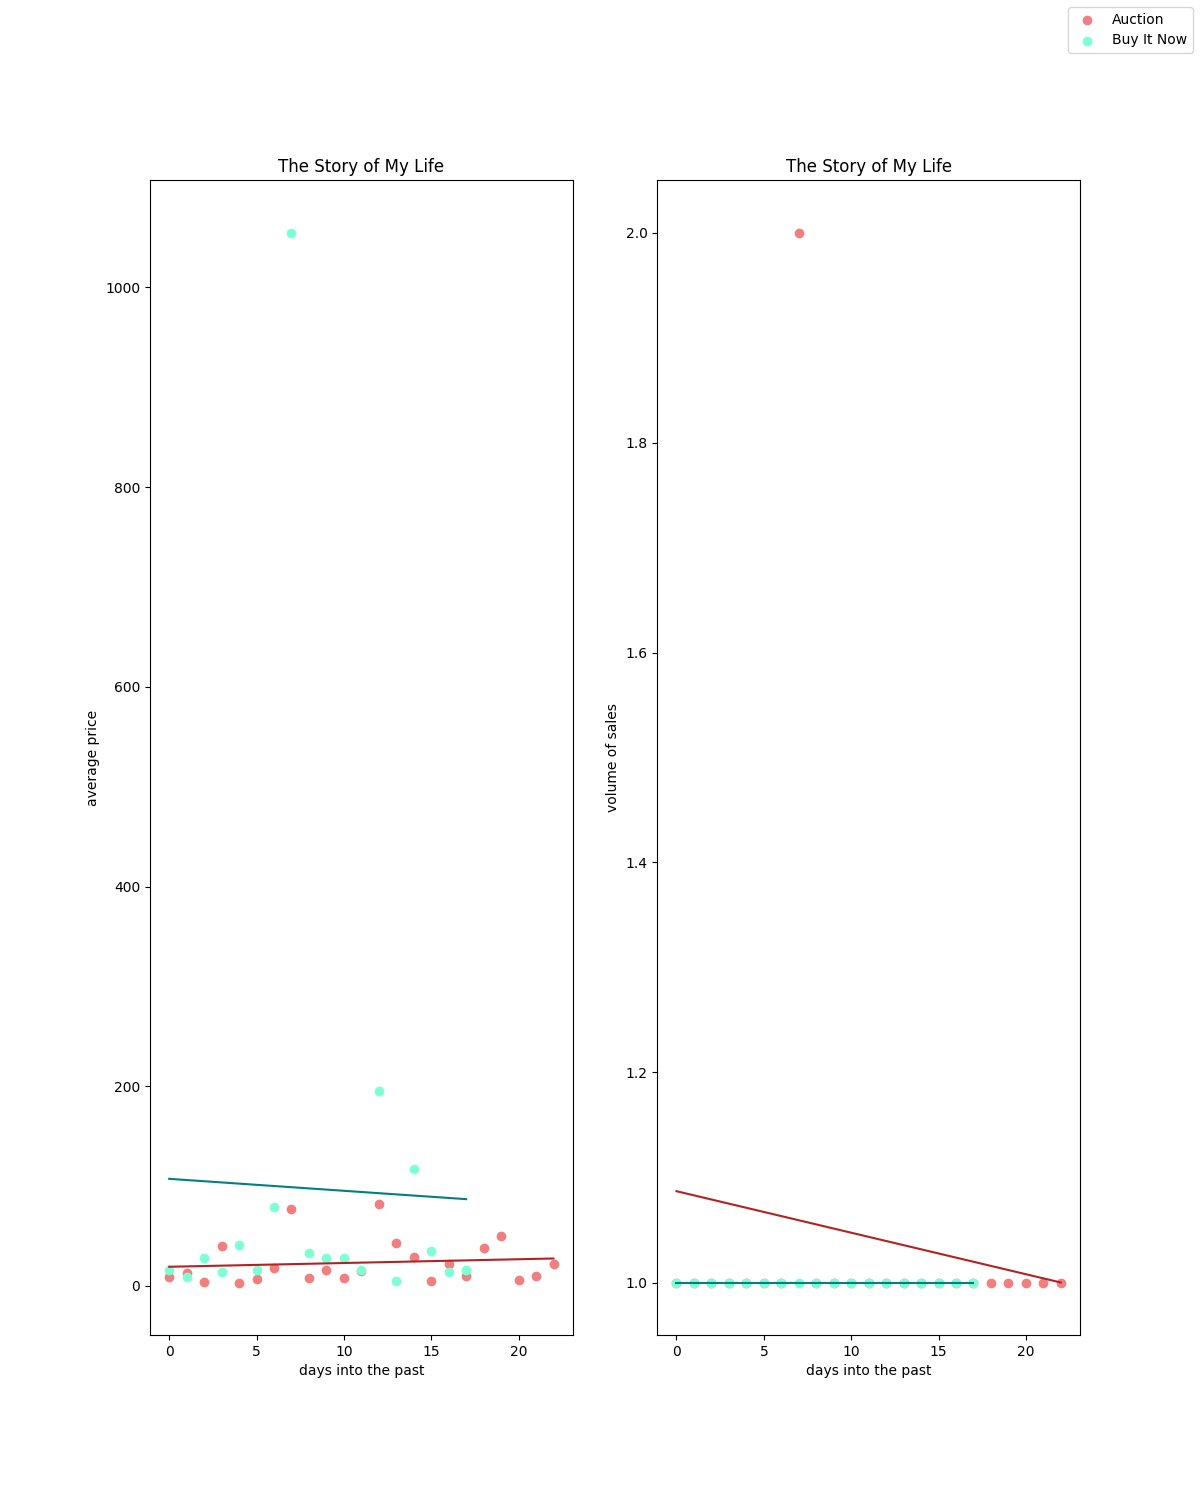 Auction
Buy It Now
The Story of My Life
1000
800
600
400
200
0
average price
0 5 10 15 20
days into the past
The Story of My Life
2.0
1.8
1.6
1.4
1.2
1.0
volume of sales
0 5 10 15 20
days into the past